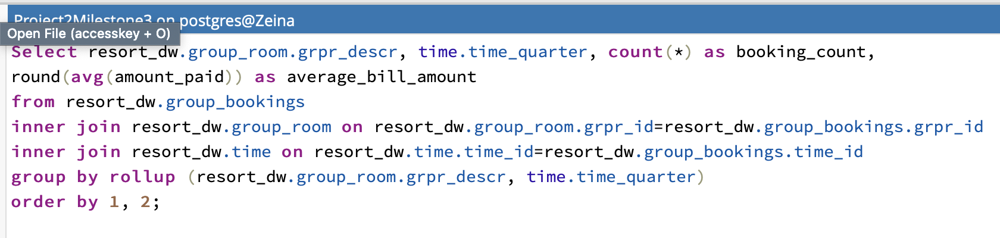 Project2Milestone3 on postgres@Zeina
Open File (accesskey + O)
Select resort_dw.group_room.grpr_descr, time.time_quarter, count(*) as booking_count,
round(avg(amount_paid)) as average_bill_amount
from resort_dw.group_bookings
inner join resort_dw.group_room on resort_dw.group_room.grpr_id=resort_dw.group_bookings.grpr_id
inner join resort_dw.time on resort_dw.time.time_id=resort_dw.group_bookings.time_id
group by rollup (resort_dw.group_room.grpr_descr, time.time_quarter)
order by 1, 2;